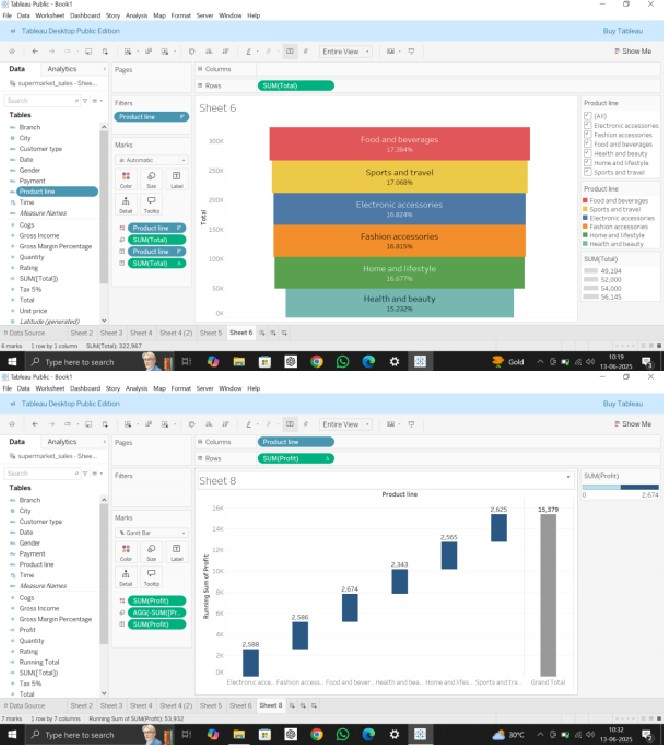 Tableau Public - Book1
File Data Worksheet Dashboard Story Analysis Map Format Server Window Help
Tableau Desktop Public Edition
Buy Tableau
Entire View
Show Me
Data Analytics
Pages
Columns
supermarket_sales - Shee...
Rows SUM(Total)
Search
Filters
Product line
Tables
Branch
City
Customer type
Date
Gender
Payment
Product line
Time
Measure Names
Cogs
Gross Income
Gross Margin Percentage
Quantity
Rating
SUM([Total])
Tax 5%
Total
Unit price
Latitude (generated)
Marks
Automatic
Color Size Label
Detail Tooltip
Product line
SUM(Total)
Product line
SUM(Total)
Sheet 6
Total
300K
250K
200K
150K
100K
50K
0K
Food and beverages
17.384%
Sports and travel
Electronic accessories
Fashion accessories
Home and lifestyle
16.677%
Health and beauty
15.232%
Product line
(All)
Electronic accessories
Fashion accessories
Food and beverages
Health and beauty
Home and lifestyle
Sports and travel
Product line
Food and beverages
Sports and travel
Electronic accessories
Fashion accessories
Home and lifestyle
Health and beauty
SUM(Total)
49,194
52,000
54,000
56,145
Data Source Sheet 2 Sheet 3 Sheet 4 Sheet 4 (2) Sheet 5 Sheet 6
6 marks 1 row by 1 column SUM(Total): 322,967
Type here to search
Gold
10:19
13-06-2025
Tableau Public - Book1
File Data Worksheet Dashboard Story Analysis Map Format Server Window Help
Tableau Desktop Public Edition
Buy Tableau
Entire View
Show Me
Data Analytics
Pages
Columns Product line
supermarket_sales - Shee...
Rows SUM(Profit)
Search
Filters
Tables
Branch
City
Customer type
Date
Gender
Payment
Product line
Time
Measure Names
Cogs
Gross Income
Gross Margin Percentage
Profit
Quantity
Rating
Running Total
SUM([Total])
Tax 5%
Total
Marks
Gantt Bar
Color Size Label
Detail Tooltip
SUM(Profit)
AGG(-SUM([Pr..
SUM(Profit)
Sheet 8
Product line
Running Sum of Profit
16K
14K
12K
10K
8K
6K
4K
2K
0K
2,588
2,586
2,674
2,343
2,565
2,625
15,379
Electronic acce.. Fashion access.. Food and bever.. Health and bea.. Home and lifes.. Sports and tra.. Grand Total
SUM(Profit)
0 2,674
Data Source Sheet 2 Sheet 3 Sheet 4 Sheet 4 (2) Sheet 5 Sheet 6 Sheet 8
7 marks 1 row by 7 columns
Type here to search
30°C
10:32
13-06-2025